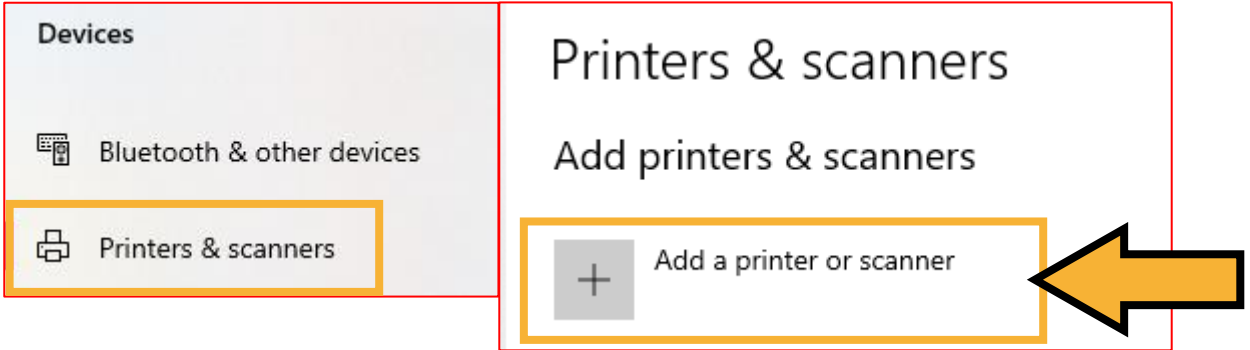 Devices
Bluetooth & other devices
Printers & scanners
Printers & scanners
Add printers & scanners
Add a printer or scanner